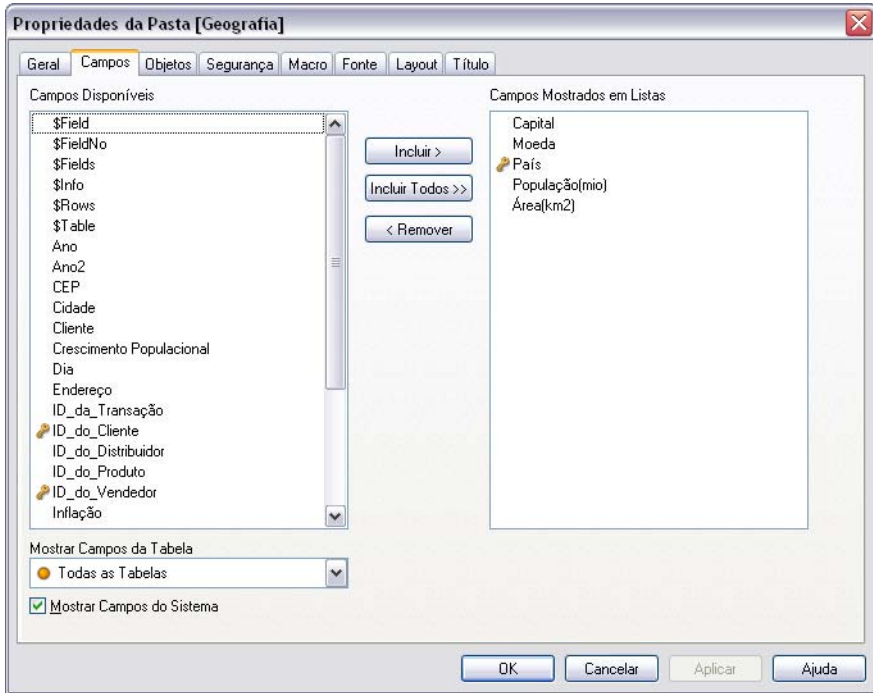 Propriedades da Pasta [Geografia]
Geral Campos Objetos Segurança Macro Fonte Layout Título
Campos Disponíveis
$Field
$FieldNo
$Fields
$Info
$Rows
$Table
Ano
Ano2
CEP
Cidade
Cliente
Crescimento Populacional
Dia
Endereço
ID_da_Transação
ID_do_Cliente
ID_do_Distribuidor
ID_do_Produto
ID_do_Vendedor
Inflação
Incluir >
Incluir Todos >>
< Remover
Campos Mostrados em Listas
Capital
Moeda
País
População(mio)
Área(km2)
Mostrar Campos da Tabela
Todas as Tabelas
Mostrar Campos do Sistema
OK Cancelar Aplicar Ajuda